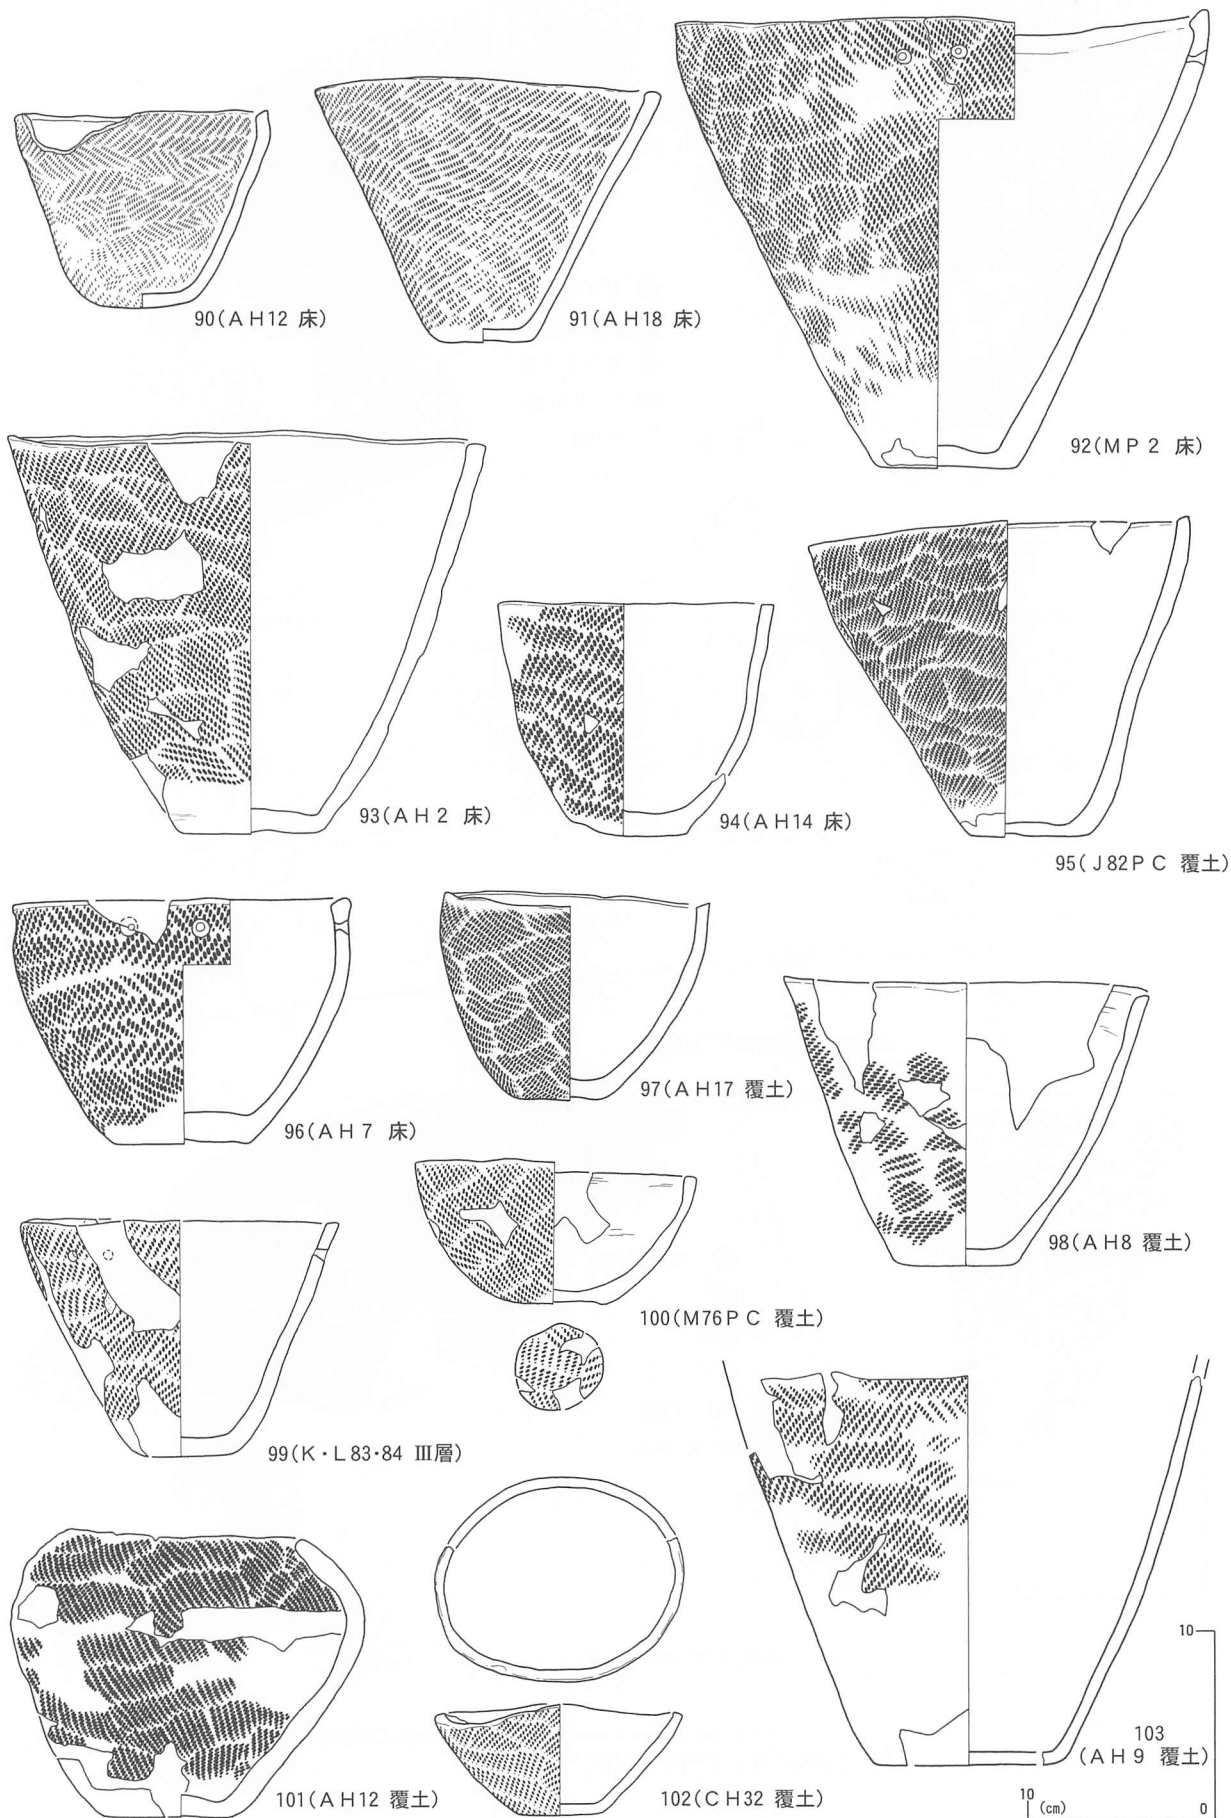 90(AH12 床)
91(AH18 床)
92(MP2 床)
93(AH2 床)
94(AH14 床)
95(J82PC 覆土)
96(AH7 床)
97(AH17 覆土)
98(AH8 覆土)
99(K・L83・84 Ⅲ層)
100(M76PC 覆土)
101(AH12 覆土)
102(CH32 覆土)
103
(AH9 覆土)
10
10 (cm) 0